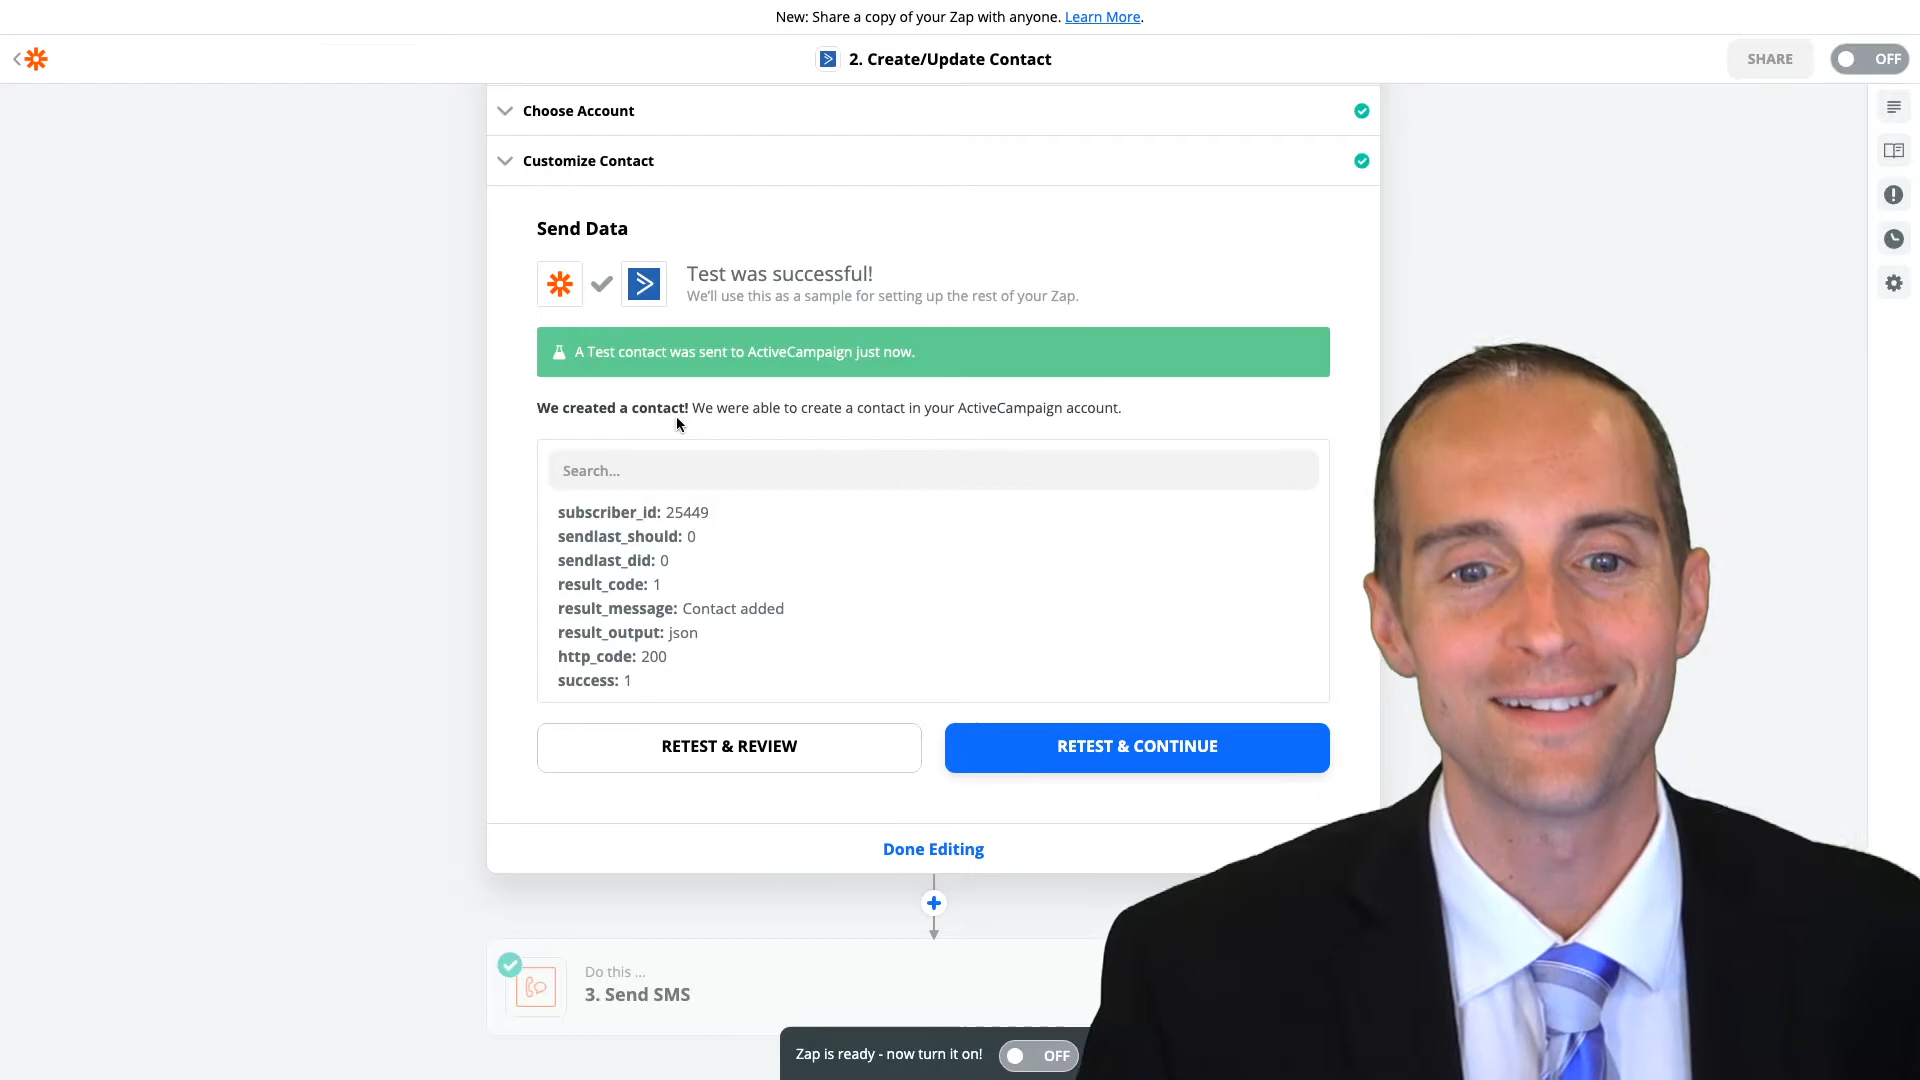 New: Share a copy of your Zap with anyone. Learn More.
2. Create/Update Contact
SHARE
OFF
Choose Account
Customize Contact
Send Data
Test was successful!
We'll use this as a sample for setting up the rest of your Zap.
A Test contact was sent to ActiveCampaign just now.
We created a contact! We were able to create a contact in your ActiveCampaign account.
Search...
subscriber_id: 25449
sendlast_should: 0
sendlast_did: 0
result_code: 1
result_message: Contact added
result_output: json
http_code: 200
success: 1
RETEST & REVIEW
RETEST & CONTINUE
Done Editing
Do this ...
3. Send SMS
Zap is ready - now turn it on!
OFF